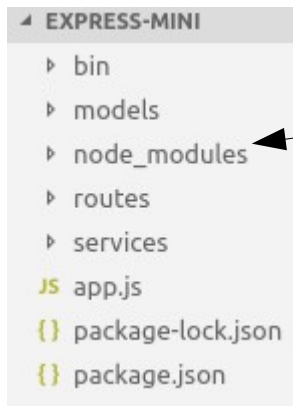 EXPRESS-MINI
bin
models
node_modules
routes
services
JS app.js
{} package-lock.json
{} package.json